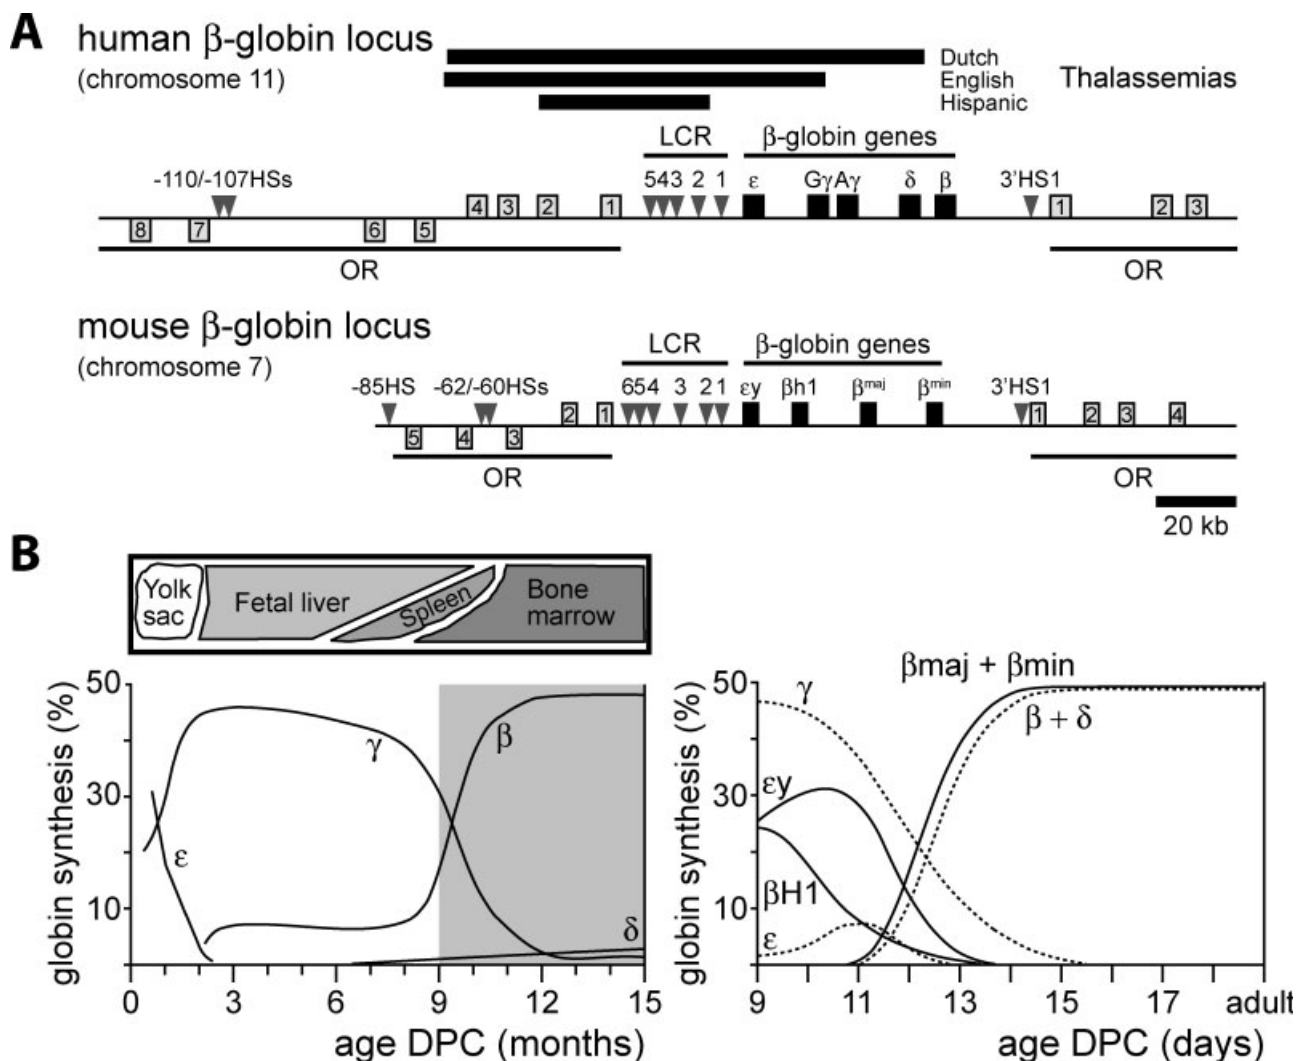 A
human β-globin locus
(chromosome 11)
Dutch
English
Hispanic
Thalassemias
LCR
β-globin genes
-110/-107HSs
5 4 3 2 1
ε Gγ Aγ δ β
3'HS1
4 3 2 1
1 2 3
8 7 6 5
OR
OR
mouse β-globin locus
(chromosome 7)
LCR
β-globin genes
-85HS
-62/-60HSs
6 5 4 3 2 1
εy βh1 βmaj βmin
3'HS1
2 1
1 2 3 4
5 4 3
OR
OR
20 kb
B
Yolk
sac
Fetal liver
Spleen
Bone
marrow
globin synthesis (%)
50
30
10
γ
β
ε
δ
0 3 6 9 12 15
age DPC (months)
globin synthesis (%)
50
30
10
γ
βmaj + βmin
β + δ
εy
βH1
ε
9 11 13 15 17 adult
age DPC (days)